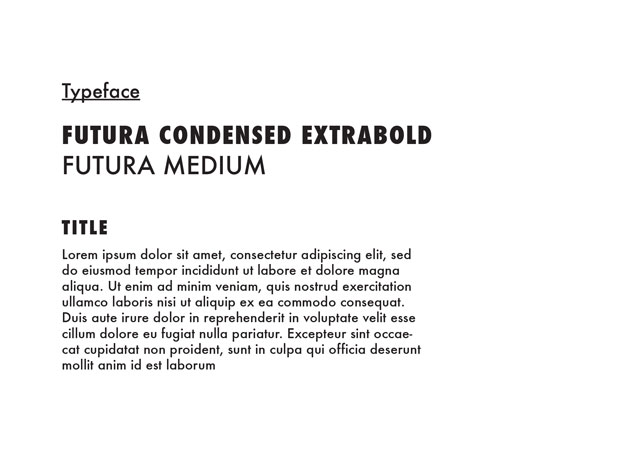 Typeface
FUTURA CONDENSED EXTRABOLD
FUTURA MEDIUM
TITLE
Lorem ipsum dolor sit amet, consectetur adipiscing elit, sed
do eiusmod tempor incididunt ut labore et dolore magna
aliqua. Ut enim ad minim veniam, quis nostrud exercitation
ullamco laboris nisi ut aliquip ex ea commodo consequat.
Duis aute irure dolor in reprehenderit in voluptate velit esse
cillum dolore eu fugiat nulla pariatur. Excepteur sint occae-
cat cupidatat non proident, sunt in culpa qui officia deserunt
mollit anim id est laborum